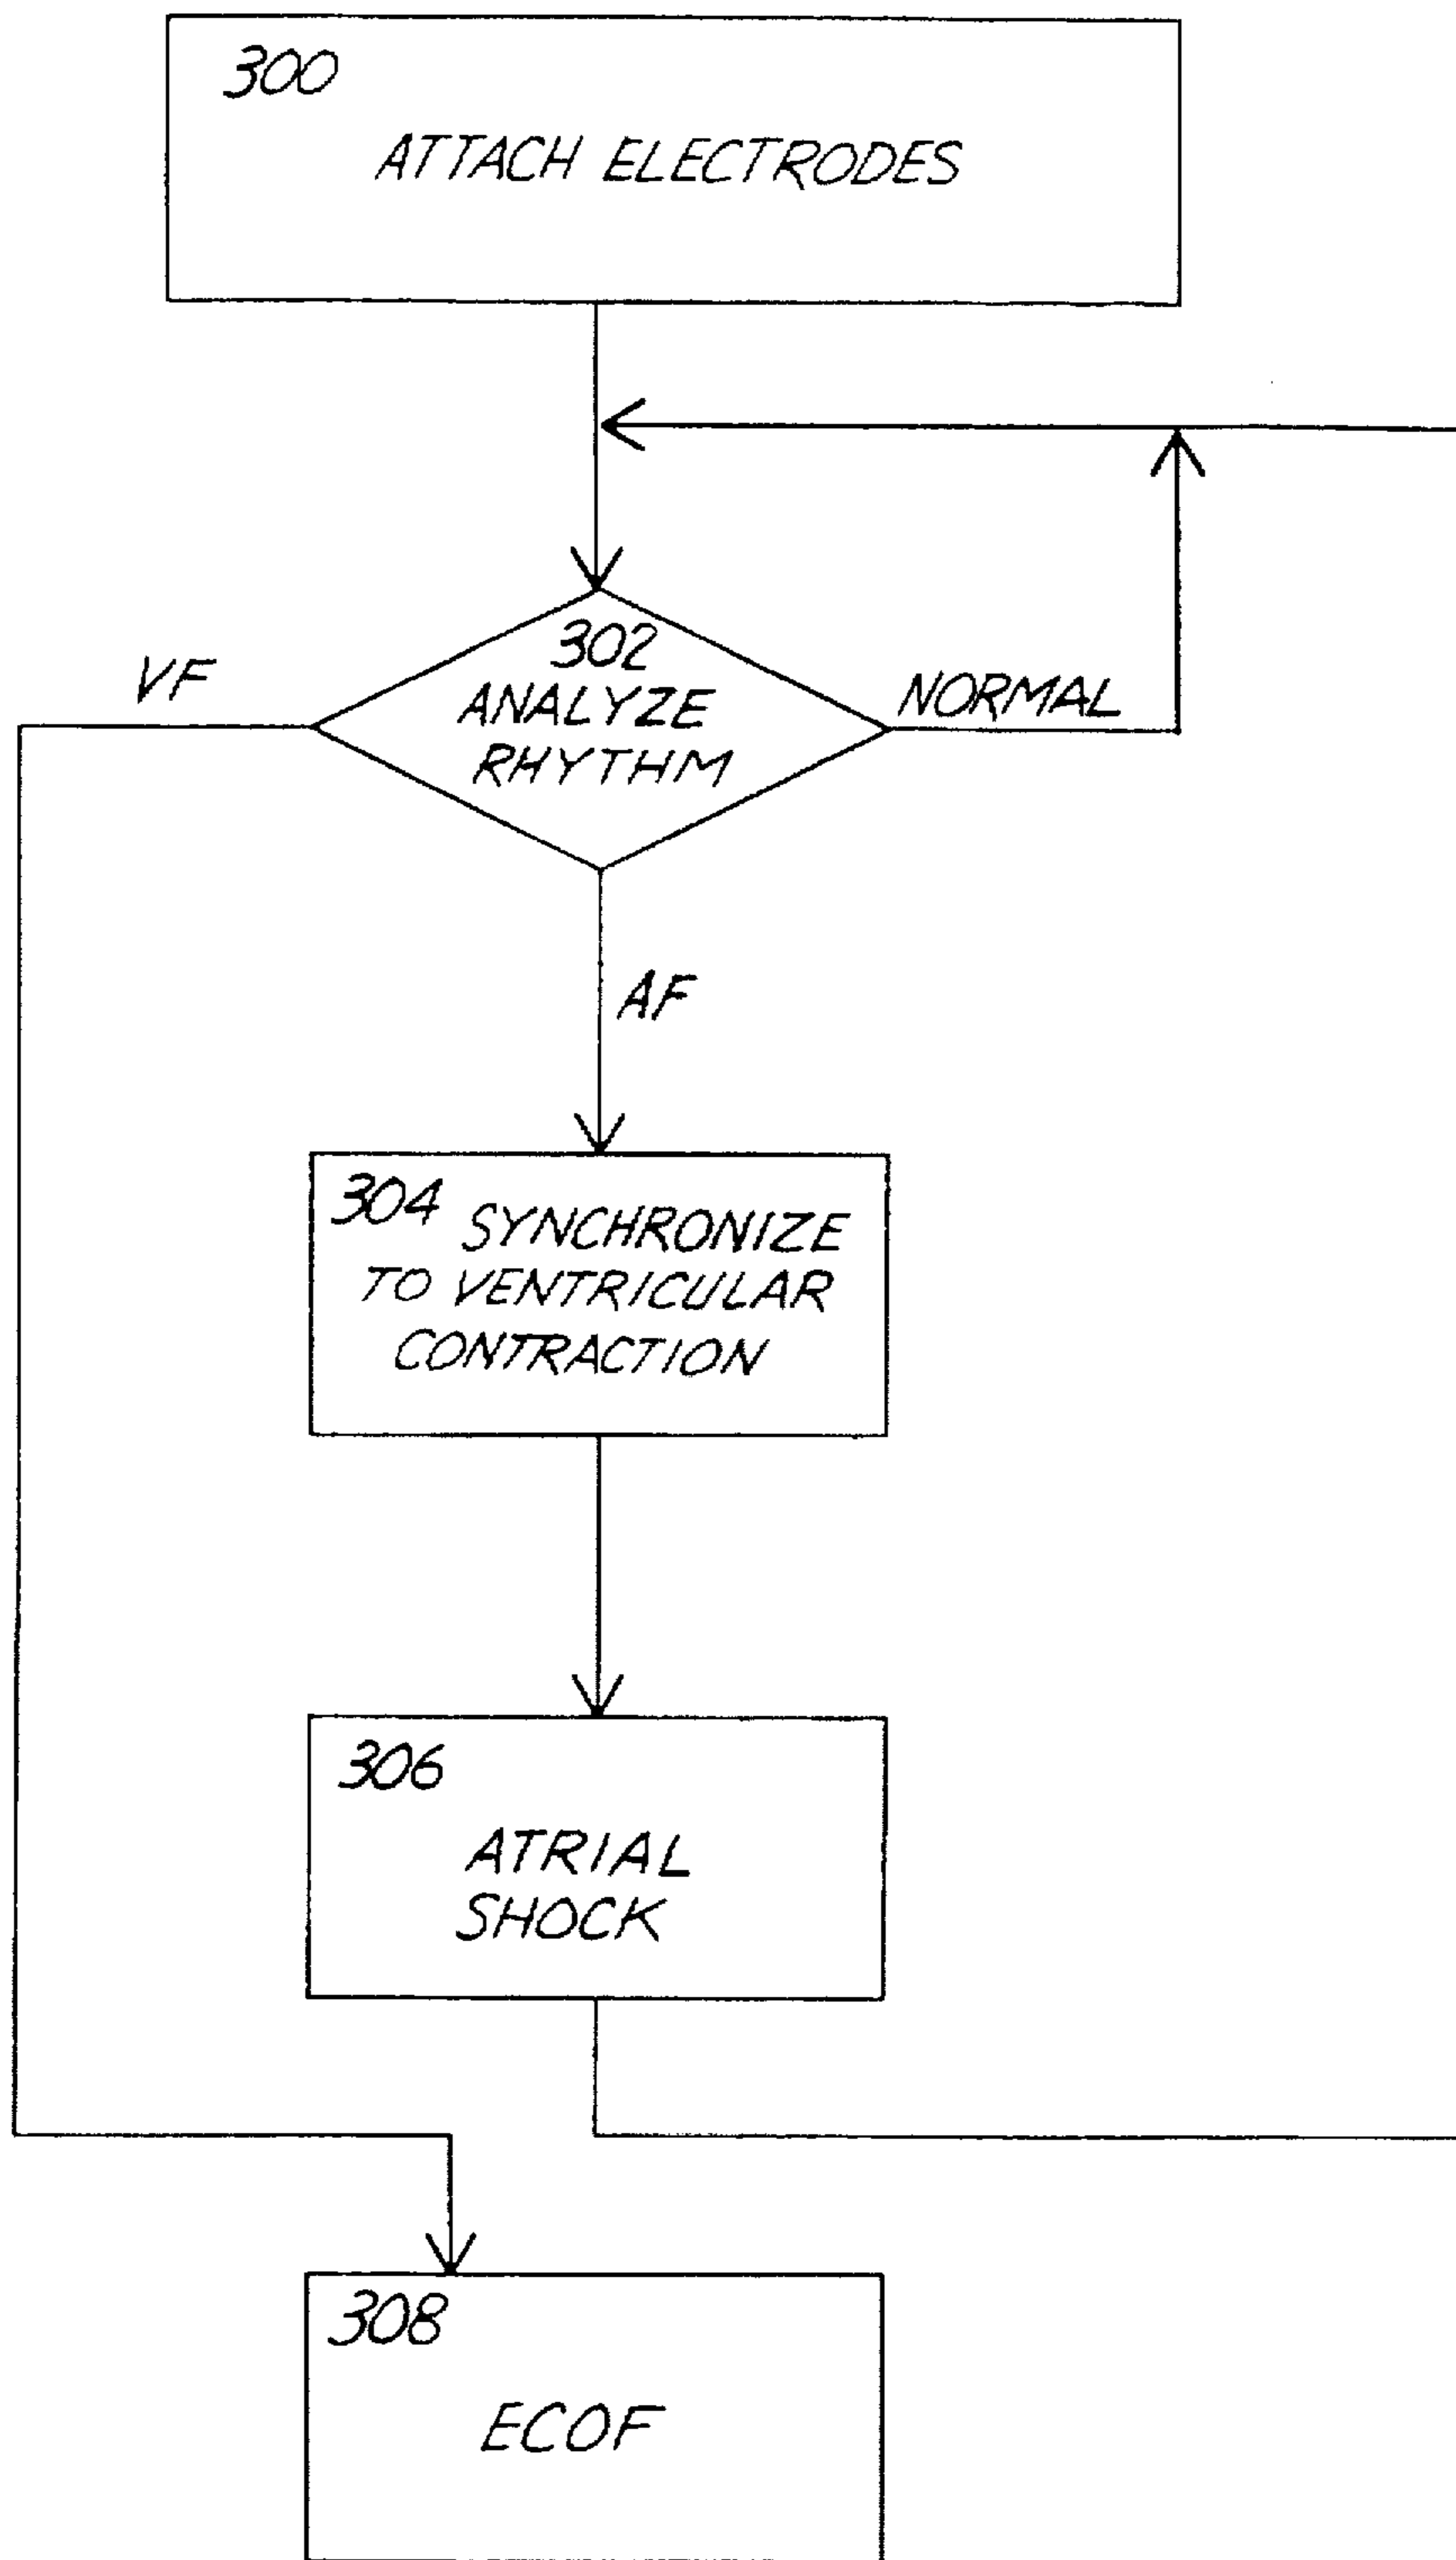 300
ATTACH ELECTRODES
302
ANALYZE
RHYTHM
VF
NORMAL
AF
304 SYNCHRONIZE
TO VENTRICULAR
CONTRACTION
306
ATRIAL
SHOCK
308
ECOF